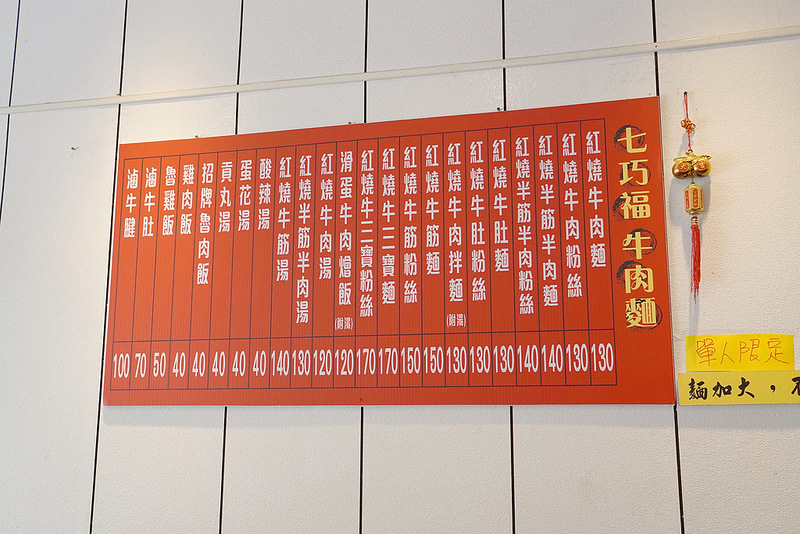 七巧福牛肉麵
紅燒牛肉麵 130
紅燒牛肉粉絲 130
紅燒半筋半肉麵 140
紅燒半筋半肉粉絲 140
紅燒牛肚麵 130
紅燒牛肚粉絲 130
紅燒牛肉拌麵(附湯) 130
紅燒牛筋麵 150
紅燒牛筋粉絲 150
紅燒牛三寶麵 170
紅燒牛三寶粉絲 170
滑蛋牛肉燴飯(附湯) 120
紅燒牛肉湯 120
紅燒半筋半肉湯 130
紅燒牛筋湯 140
酸辣湯 40
蛋花湯 40
貢丸湯 40
招牌魯肉飯 40
雞肉飯 40
魯雞飯 50
滷牛肚 70
滷牛腱 100
單人限定
麵加大，不